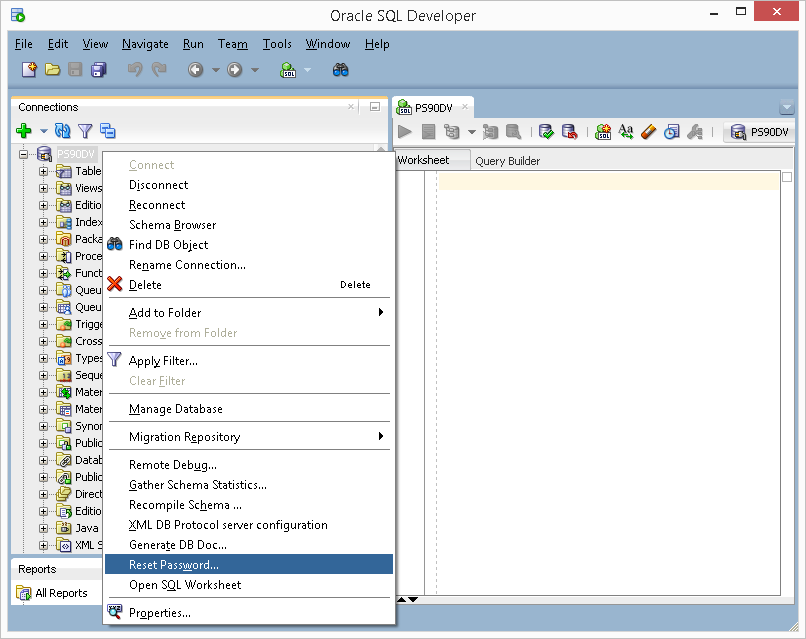 Oracle SQL Developer
File Edit View Navigate Run Team Tools Window Help
Connections
PS90DV
PS90DV
Worksheet
Query Builder
PS90DV
Table
Views
Editio
Index
Packa
Proce
Funct
Queu
Queu
Trigge
Cross
Types
Seque
Mater
Mater
Synor
Public
Datab
Public
Direct
Editio
Java
XML S
Connect
Disconnect
Reconnect
Schema Browser
Find DB Object
Rename Connection...
Delete Delete
Add to Folder
Remove from Folder
Apply Filter...
Clear Filter
Manage Database
Migration Repository
Remote Debug...
Gather Schema Statistics...
Recompile Schema ...
XML DB Protocol server configuration
Generate DB Doc...
Reset Password...
Open SQL Worksheet
Properties...
Reports
All Reports